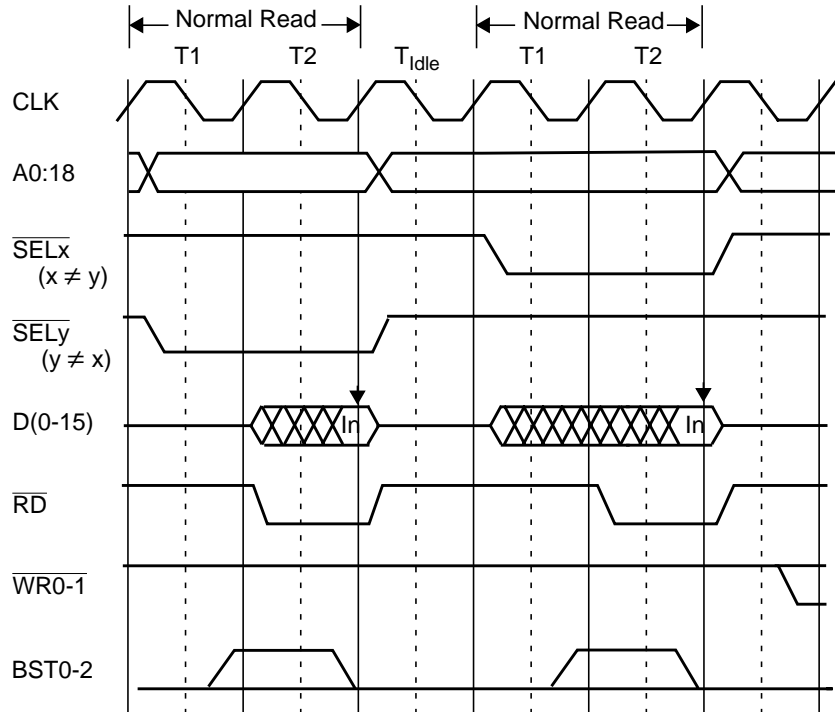 Normal Read Normal Read
T1 T2 TIdle T1 T2
CLK
A0:18
SELx
(x ≠ y)
SELy
(y ≠ x)
D(0-15) In In
RD
WR0-1
BST0-2